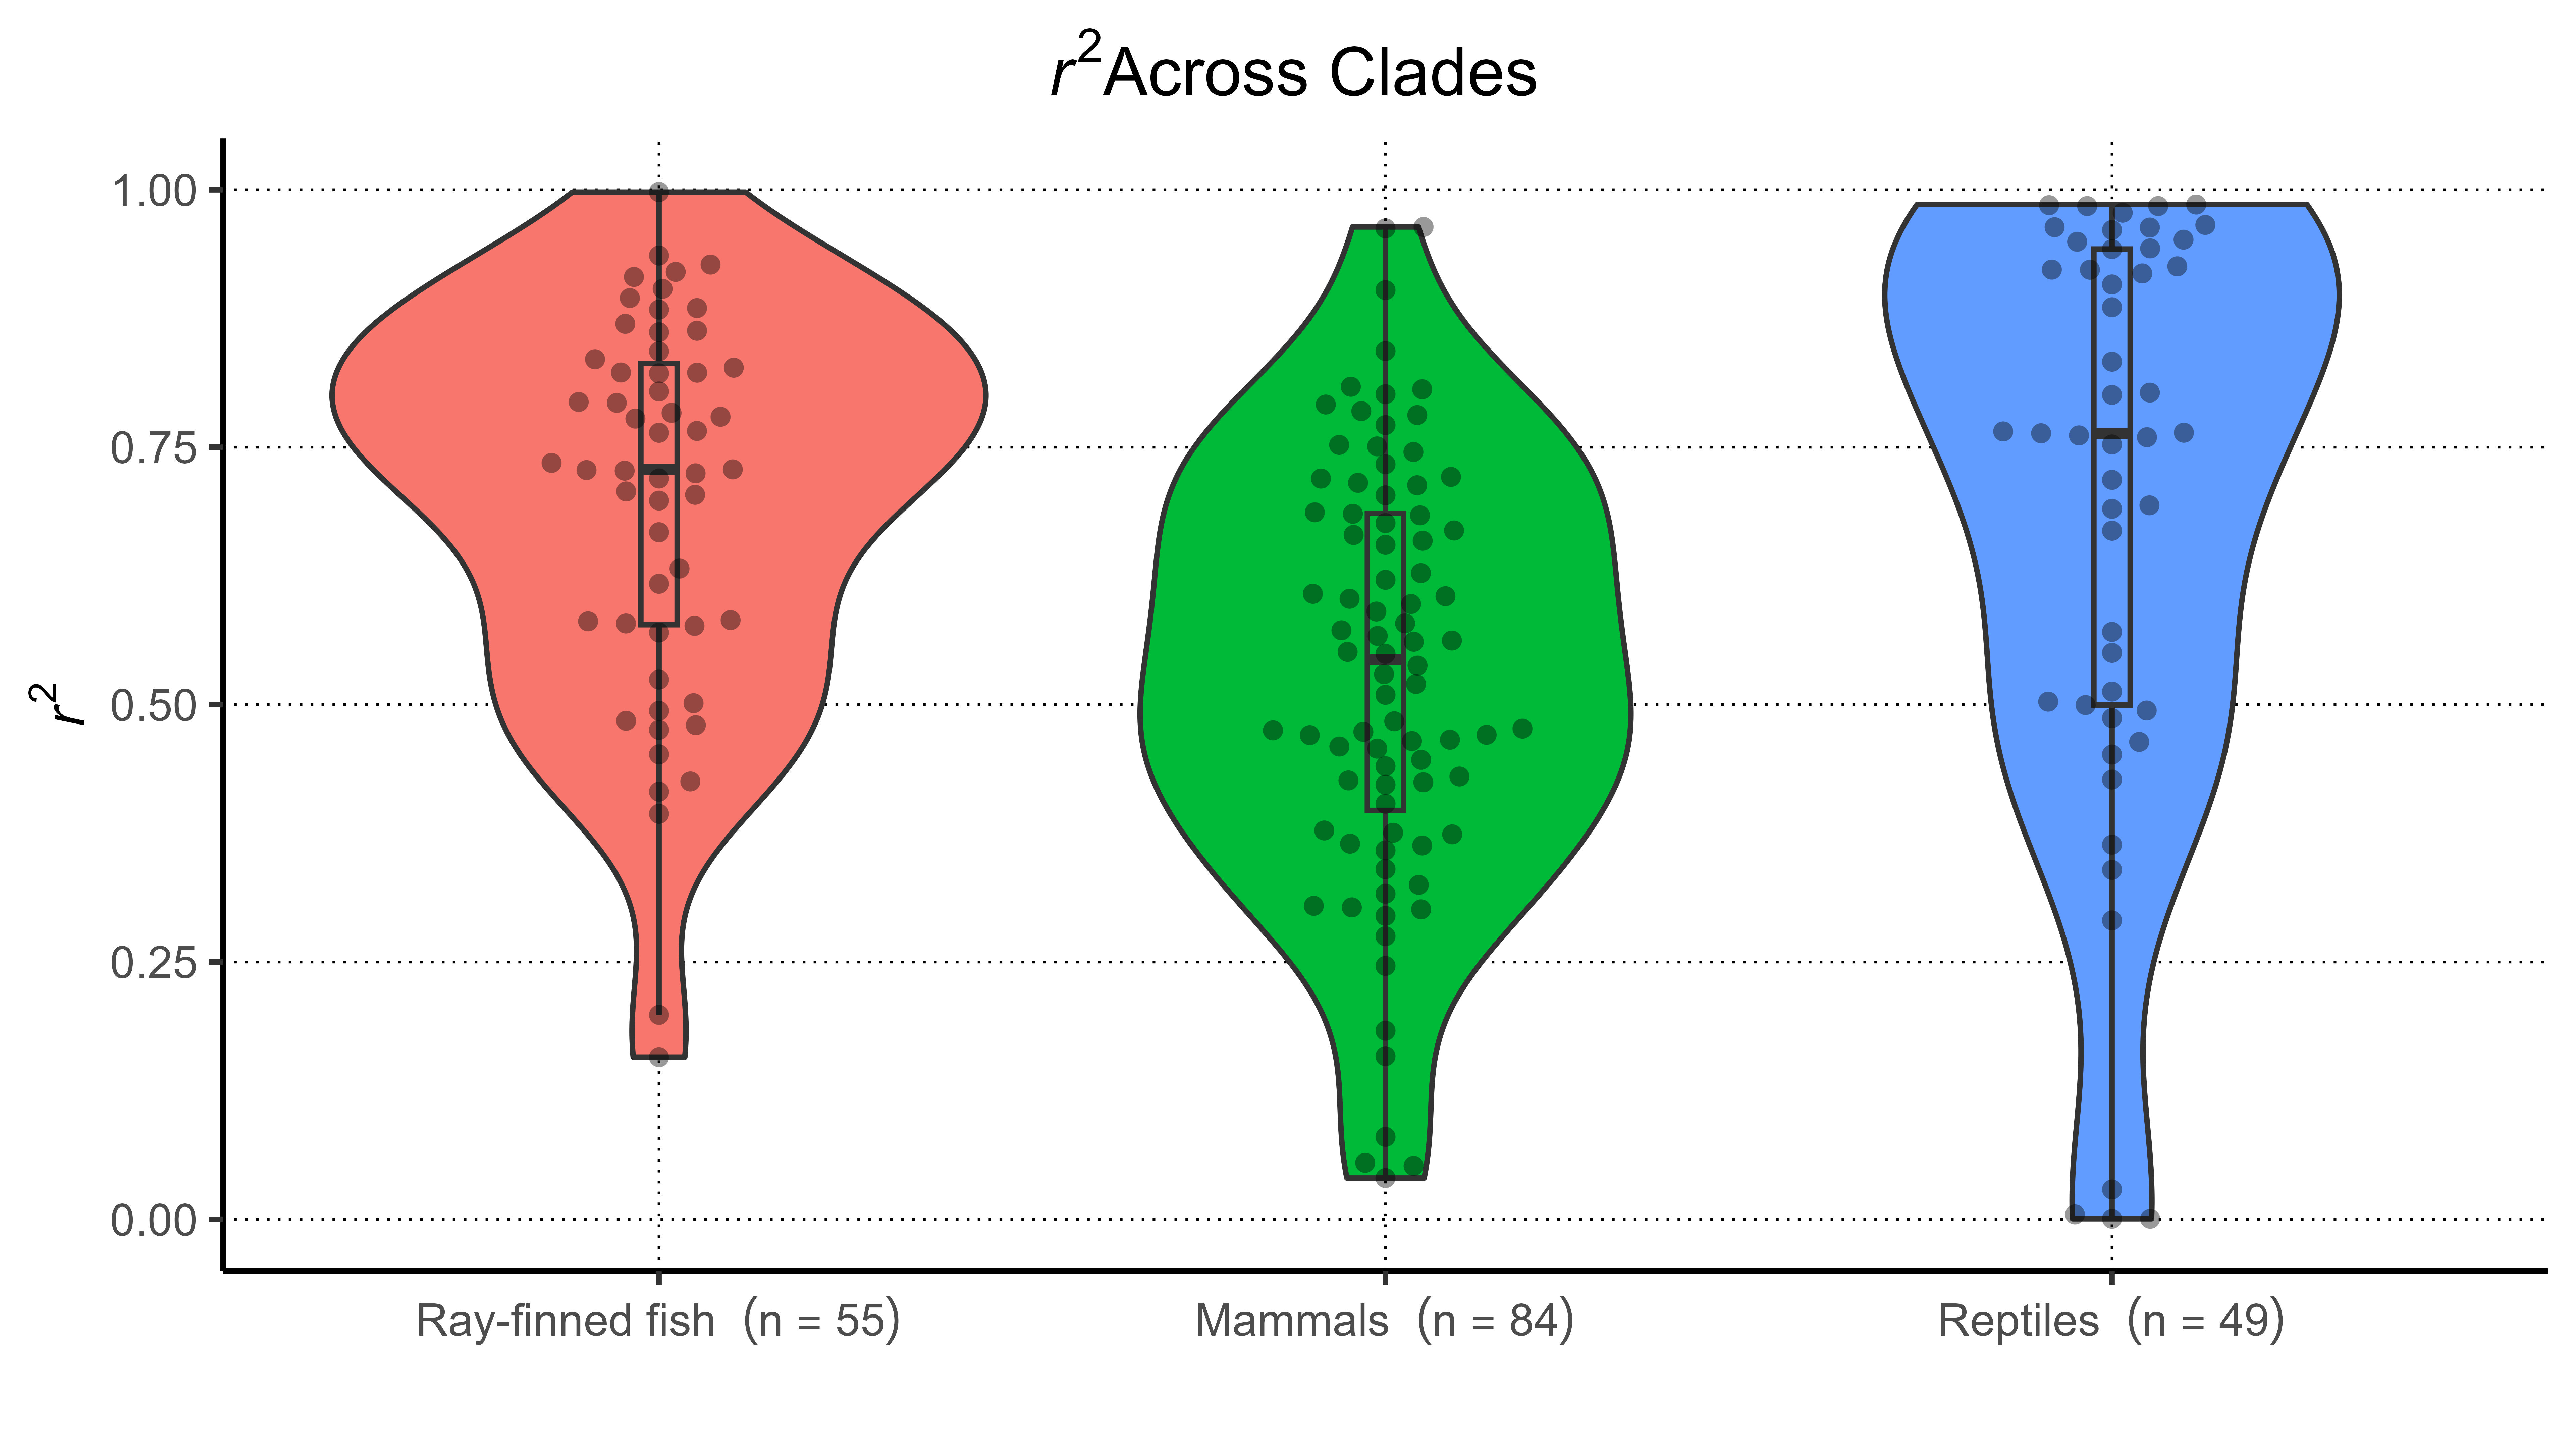 r²Across Clades
r²
1.00
0.75
0.50
0.25
0.00
Ray-finned fish (n = 55)
Mammals (n = 84)
Reptiles (n = 49)